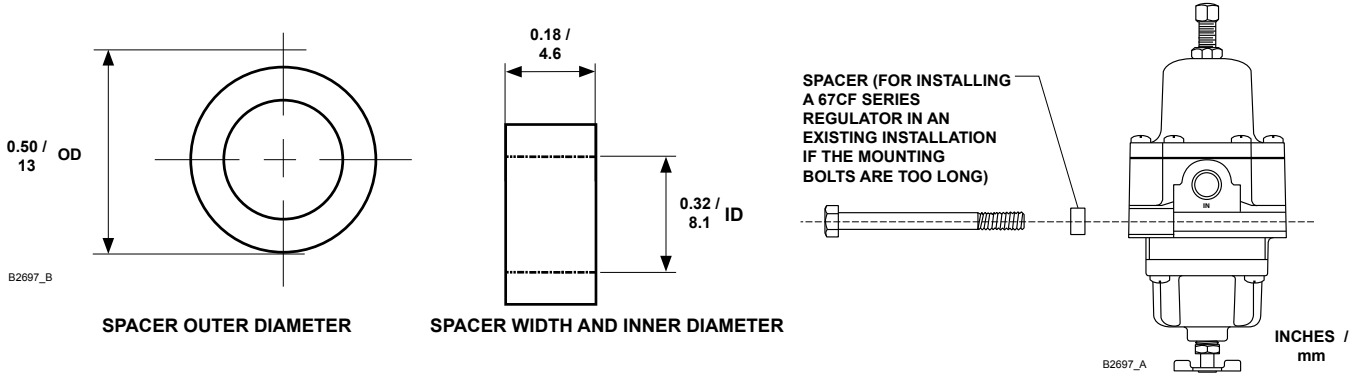 0.50 /
13
OD
B2697_B
SPACER OUTER DIAMETER
0.18 /
4.6
0.32 /
8.1
ID
SPACER WIDTH AND INNER DIAMETER
SPACER (FOR INSTALLING
A 67CF SERIES
REGULATOR IN AN
EXISTING INSTALLATION
IF THE MOUNTING
BOLTS ARE TOO LONG)
IN
B2697_A
INCHES /
mm